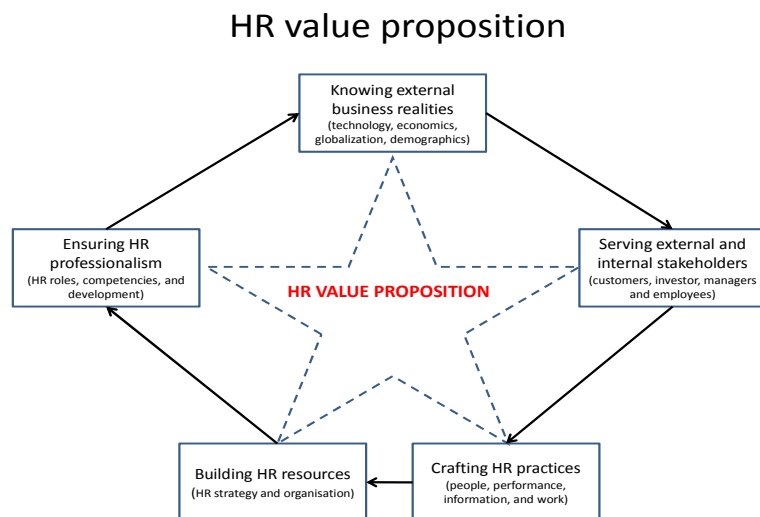 HR value proposition
Knowing external
business realities
(technology, economics,
globalization, demographics)
Ensuring HR
professionalism
(HR roles, competencies, and
development)
Serving external and
internal stakeholders
(customers, investor, managers
and employees)
HR VALUE PROPOSITION
Building HR resources
(HR strategy and organisation)
Crafting HR practices
(people, performance,
information, and work)